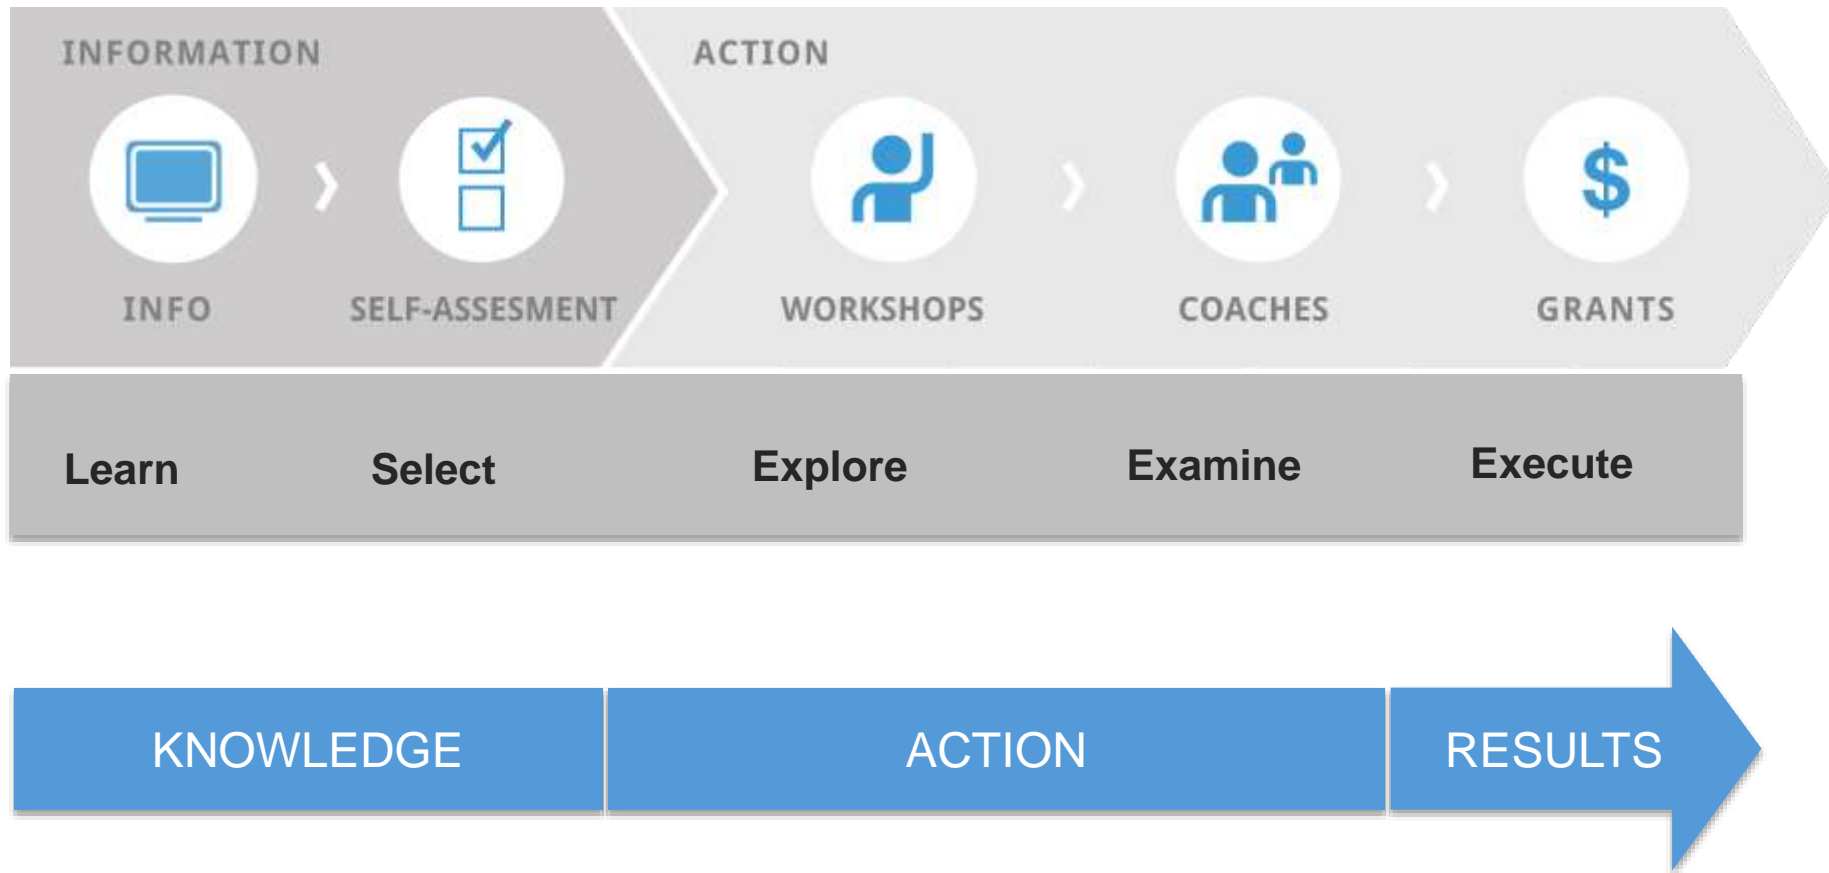 INFORMATION
ACTION
INFO
SELF-ASSESMENT
WORKSHOPS
COACHES
$
GRANTS
Learn
Select
Explore
Examine
Execute
KNOWLEDGE
ACTION
RESULTS